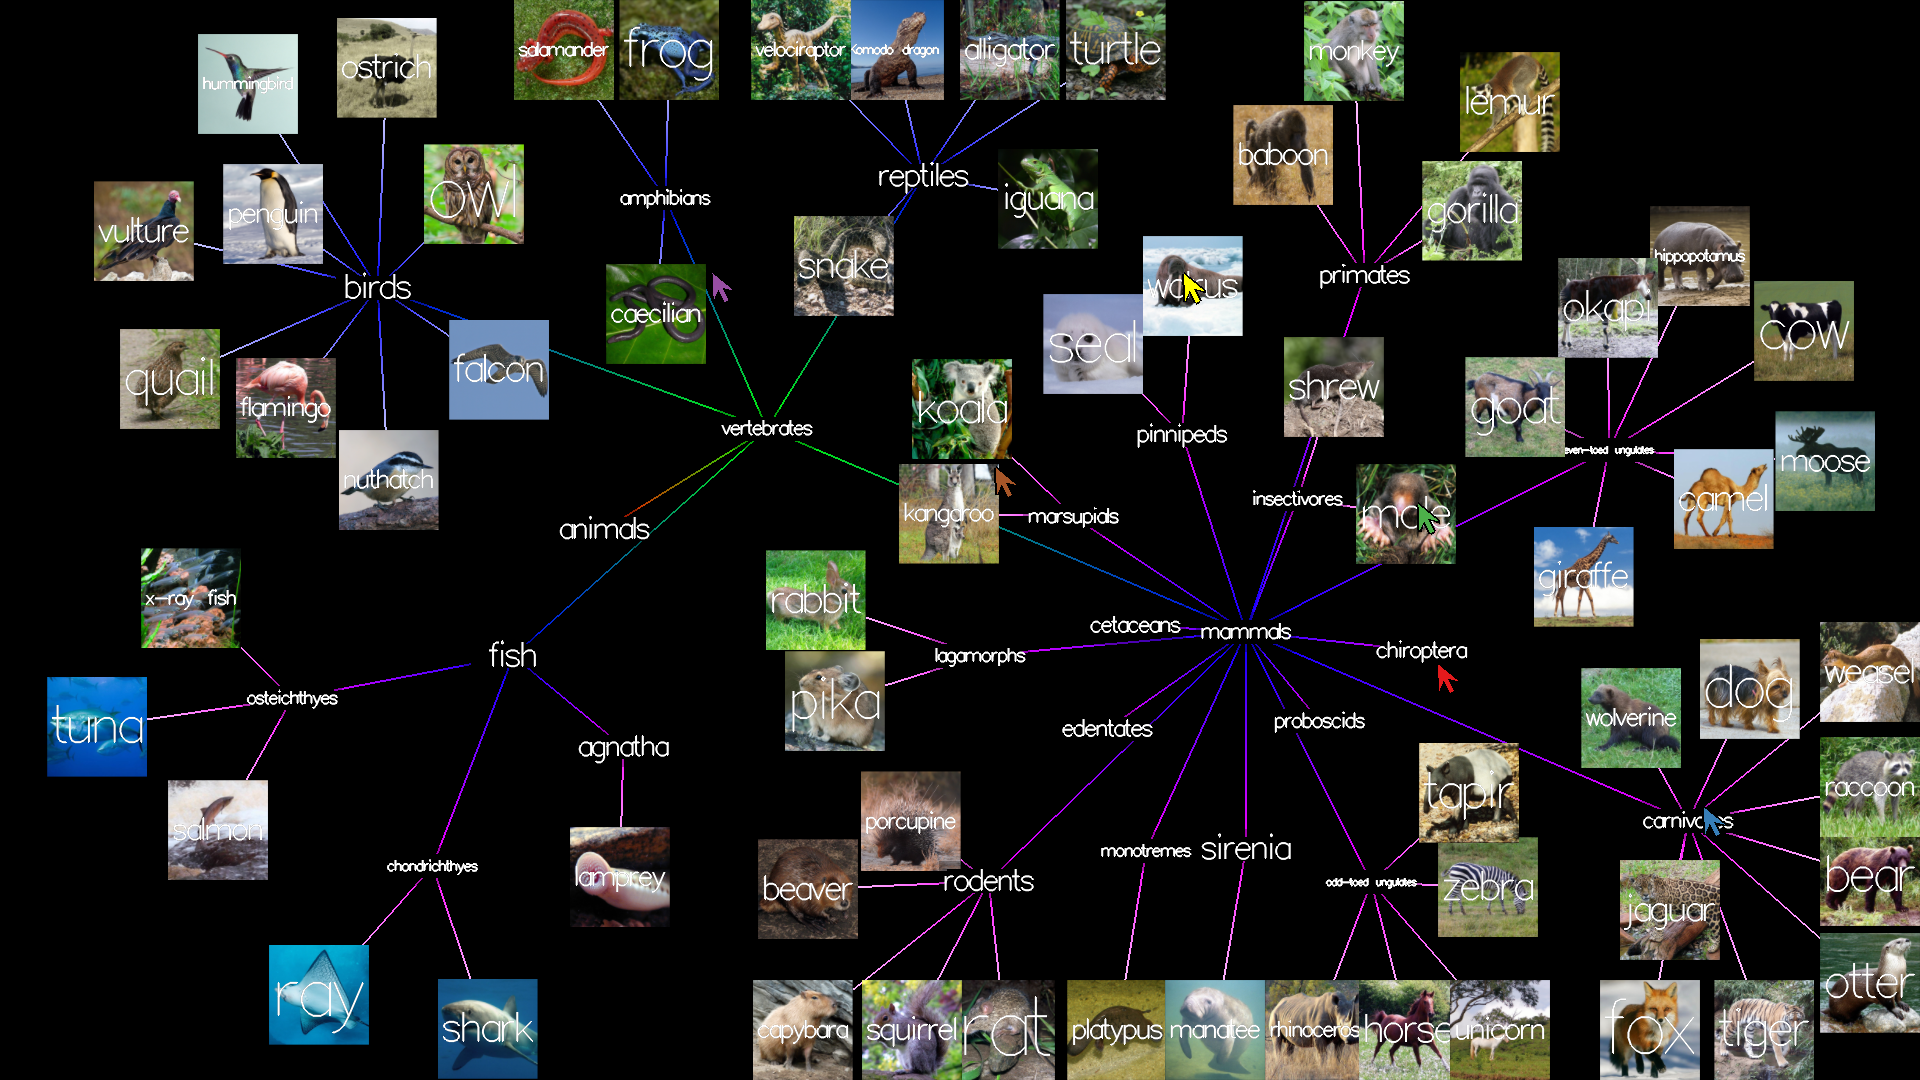 salamander
frog
velociraptor
komodo dragon
alligator
turtle
monkey
hummingbird
ostrich
lemur
baboon
reptiles
amphibians
iguana
owl
penguin
vulture
gorilla
hippopotamus
snake
primates
birds
walrus
okapi
caecilian
cow
seal
falcon
quail
flamingo
shrew
koala
goat
vertebrates
pinnipeds
even-toed ungulates
moose
nuthatch
insectivores
camel
kangaroo
marsupials
mole
animals
giraffe
x-ray fish
rabbit
cetaceans
mammals
chiroptera
fish
lagamorphs
weasel
osteichthyes
dog
pika
wolverine
tuna
edentates
proboscids
agnatha
raccoon
tapir
porcupine
carnivores
salmon
monotremes
sirenia
chondrichthyes
lamprey
bear
beaver
rodents
odd-toed ungulates
zebra
jaguar
otter
ray
shark
capybara
squirrel
rat
platypus
manatee
rhinoceros
horse
unicorn
fox
tiger